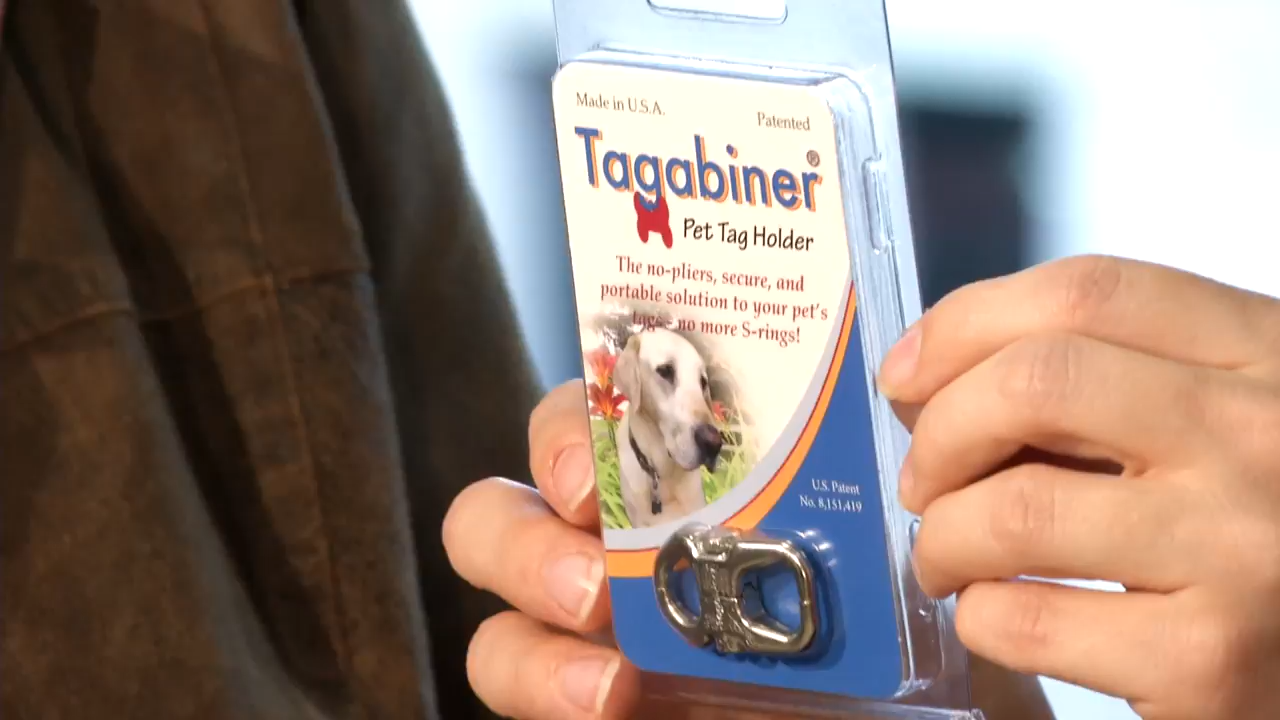 Made in U.S.A.
Patented
Tagabiner®
Pet Tag Holder
The no-pliers, secure, and
portable solution to your pet's
tags - no more S-rings!
U.S. Patent
No. 8,151,419